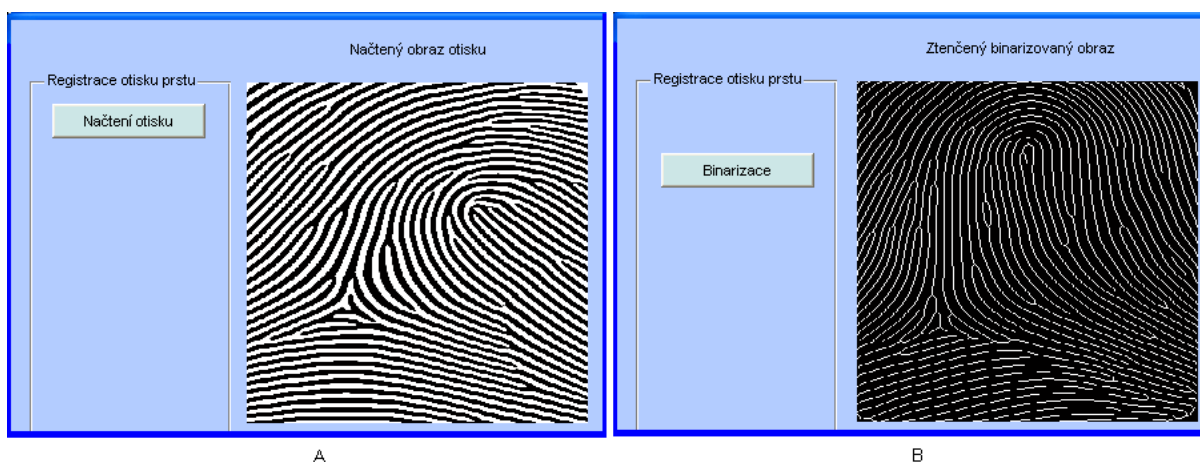 Načtený obraz otisku
Registrace otisku prstu
Načtení otisku
A
Ztenčený binarizovaný obraz
Registrace otisku prstu
Binarizace
B